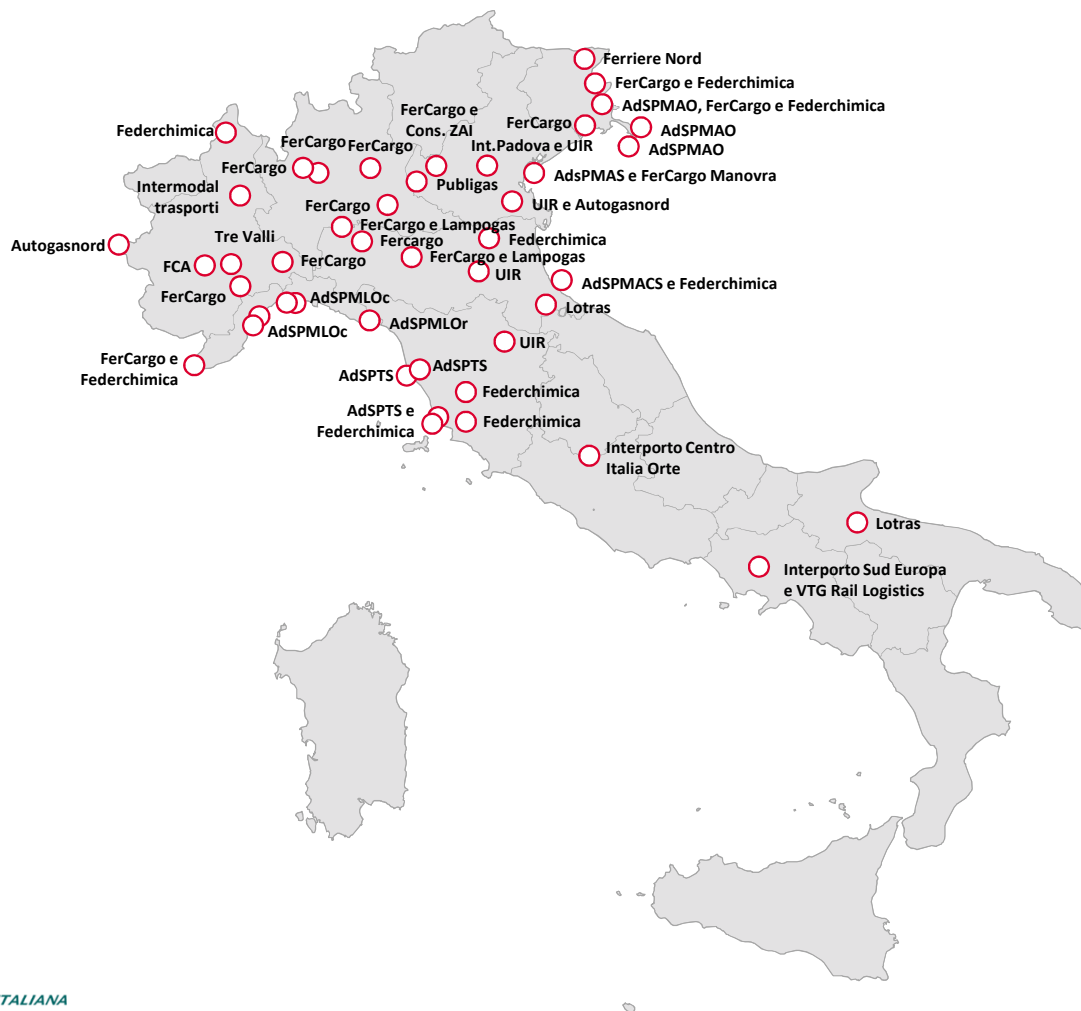 Ferriere Nord
FerCargo e Federchimica
AdSPMAO, FerCargo e Federchimica
FerCargo e
Cons. ZAI
FerCargo
AdSPMAO
Federchimica
Int.Padova e UIR
AdSPMAO
FerCargo
FerCargo
FerCargo
AdsPMAS e FerCargo Manovra
Publigas
Intermodal
trasporti
FerCargo
UIR e Autogasnord
FerCargo e Lampogas
Tre Valli
Fercargo
Federchimica
Autogasnord
FerCargo e Lampogas
FCA
FerCargo
UIR
AdSPMACS e Federchimica
FerCargo
AdSPMLOc
Lotras
AdSPMLOr
AdSPMLOc
UIR
FerCargo e
Federchimica
AdSPTS
AdSPTS
Federchimica
AdSPTS e
Federchimica
Federchimica
Interporto Centro
Italia Orte
Lotras
Interporto Sud Europa
e VTG Rail Logistics
TALIANA